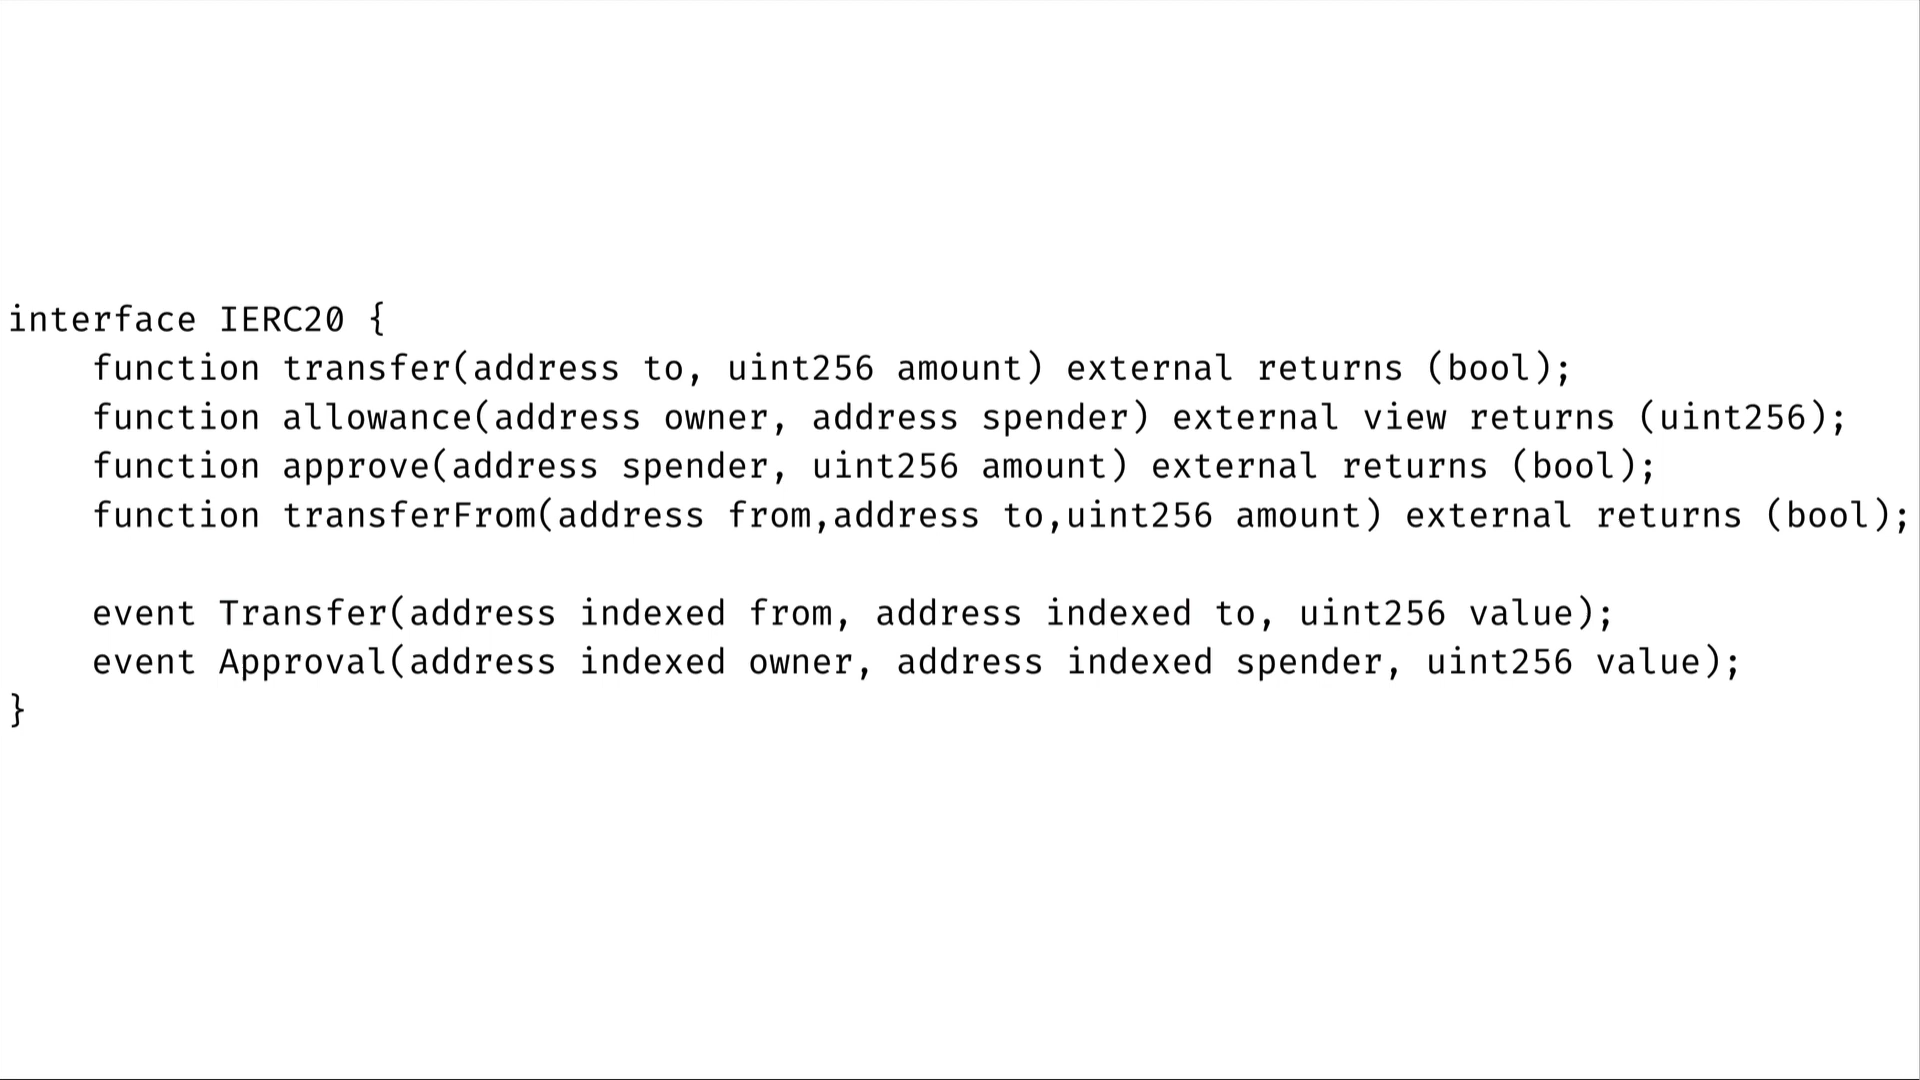 interface IERC20 {
    function transfer(address to, uint256 amount) external returns (bool);
    function allowance(address owner, address spender) external view returns (uint256);
    function approve(address spender, uint256 amount) external returns (bool);
    function transferFrom(address from,address to,uint256 amount) external returns (bool);

    event Transfer(address indexed from, address indexed to, uint256 value);
    event Approval(address indexed owner, address indexed spender, uint256 value);
}